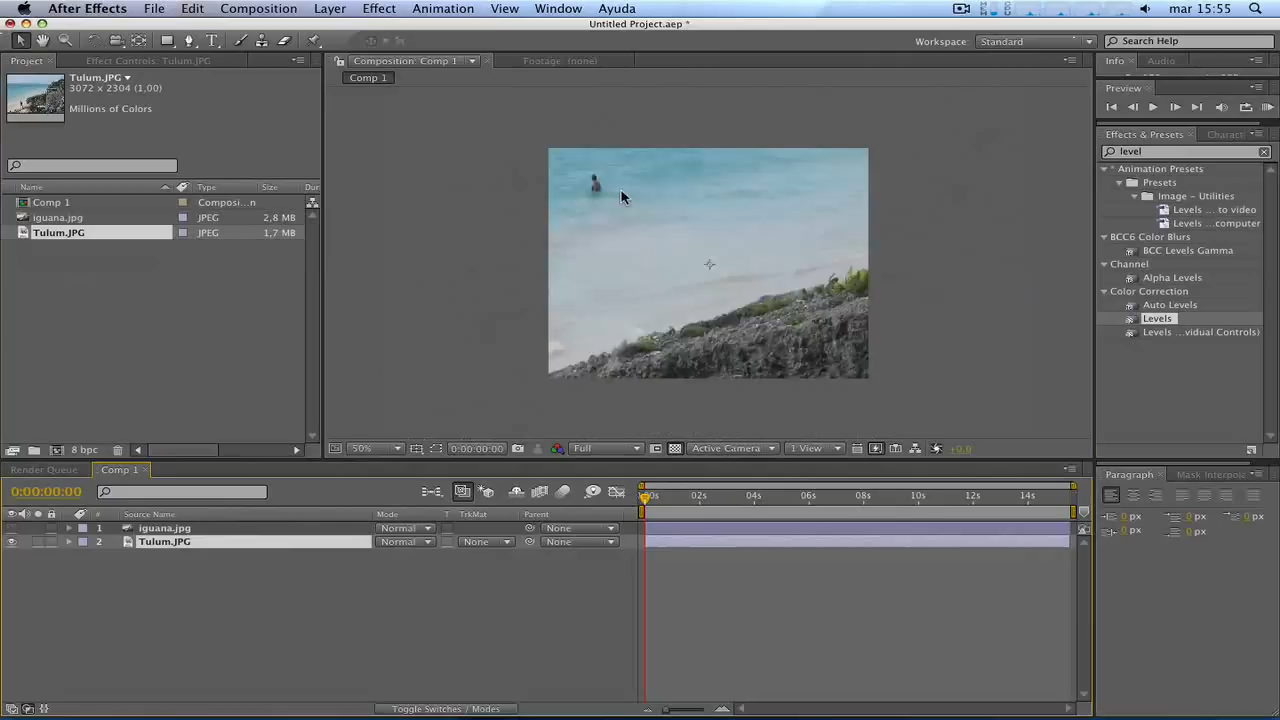 After Effects File Edit Composition Layer Effect Animation View Window Ayuda mar 15:55
Untitled Project.aep *
Workspace: Standard Search Help
Project Effect Controls: Tulum.JPG Composition: Comp 1 Footage: (none) Info Audio
Comp 1
Tulum.JPG
3072 x 2304 (1,00)
Millions of Colors
Preview
Effects & Presets Charact
level
* Animation Presets
Presets
Image – Utilities
Levels ... to video
Levels ...computer
BCC6 Color Blurs
BCC Levels Gamma
Channel
Alpha Levels
Color Correction
Auto Levels
Levels
Levels ...vidual Controls)
Name Type Size Dur
Comp 1 Composi...n
iguana.jpg JPEG 2,8 MB
Tulum.JPG JPEG 1,7 MB
8 bpc 50% 0:00:00:00 Full Active Camera 1 View +0,0
Render Queue Comp 1 Paragraph Mask Interpola
0:00:00:00 02s 04s 06s 08s 10s 12s 14s
# Source Name Mode T TrkMat Parent
1 iguana.jpg Normal None
2 Tulum.JPG Normal None None
0 px 0 px 0 px
0 px 0 px
Toggle Switches / Modes